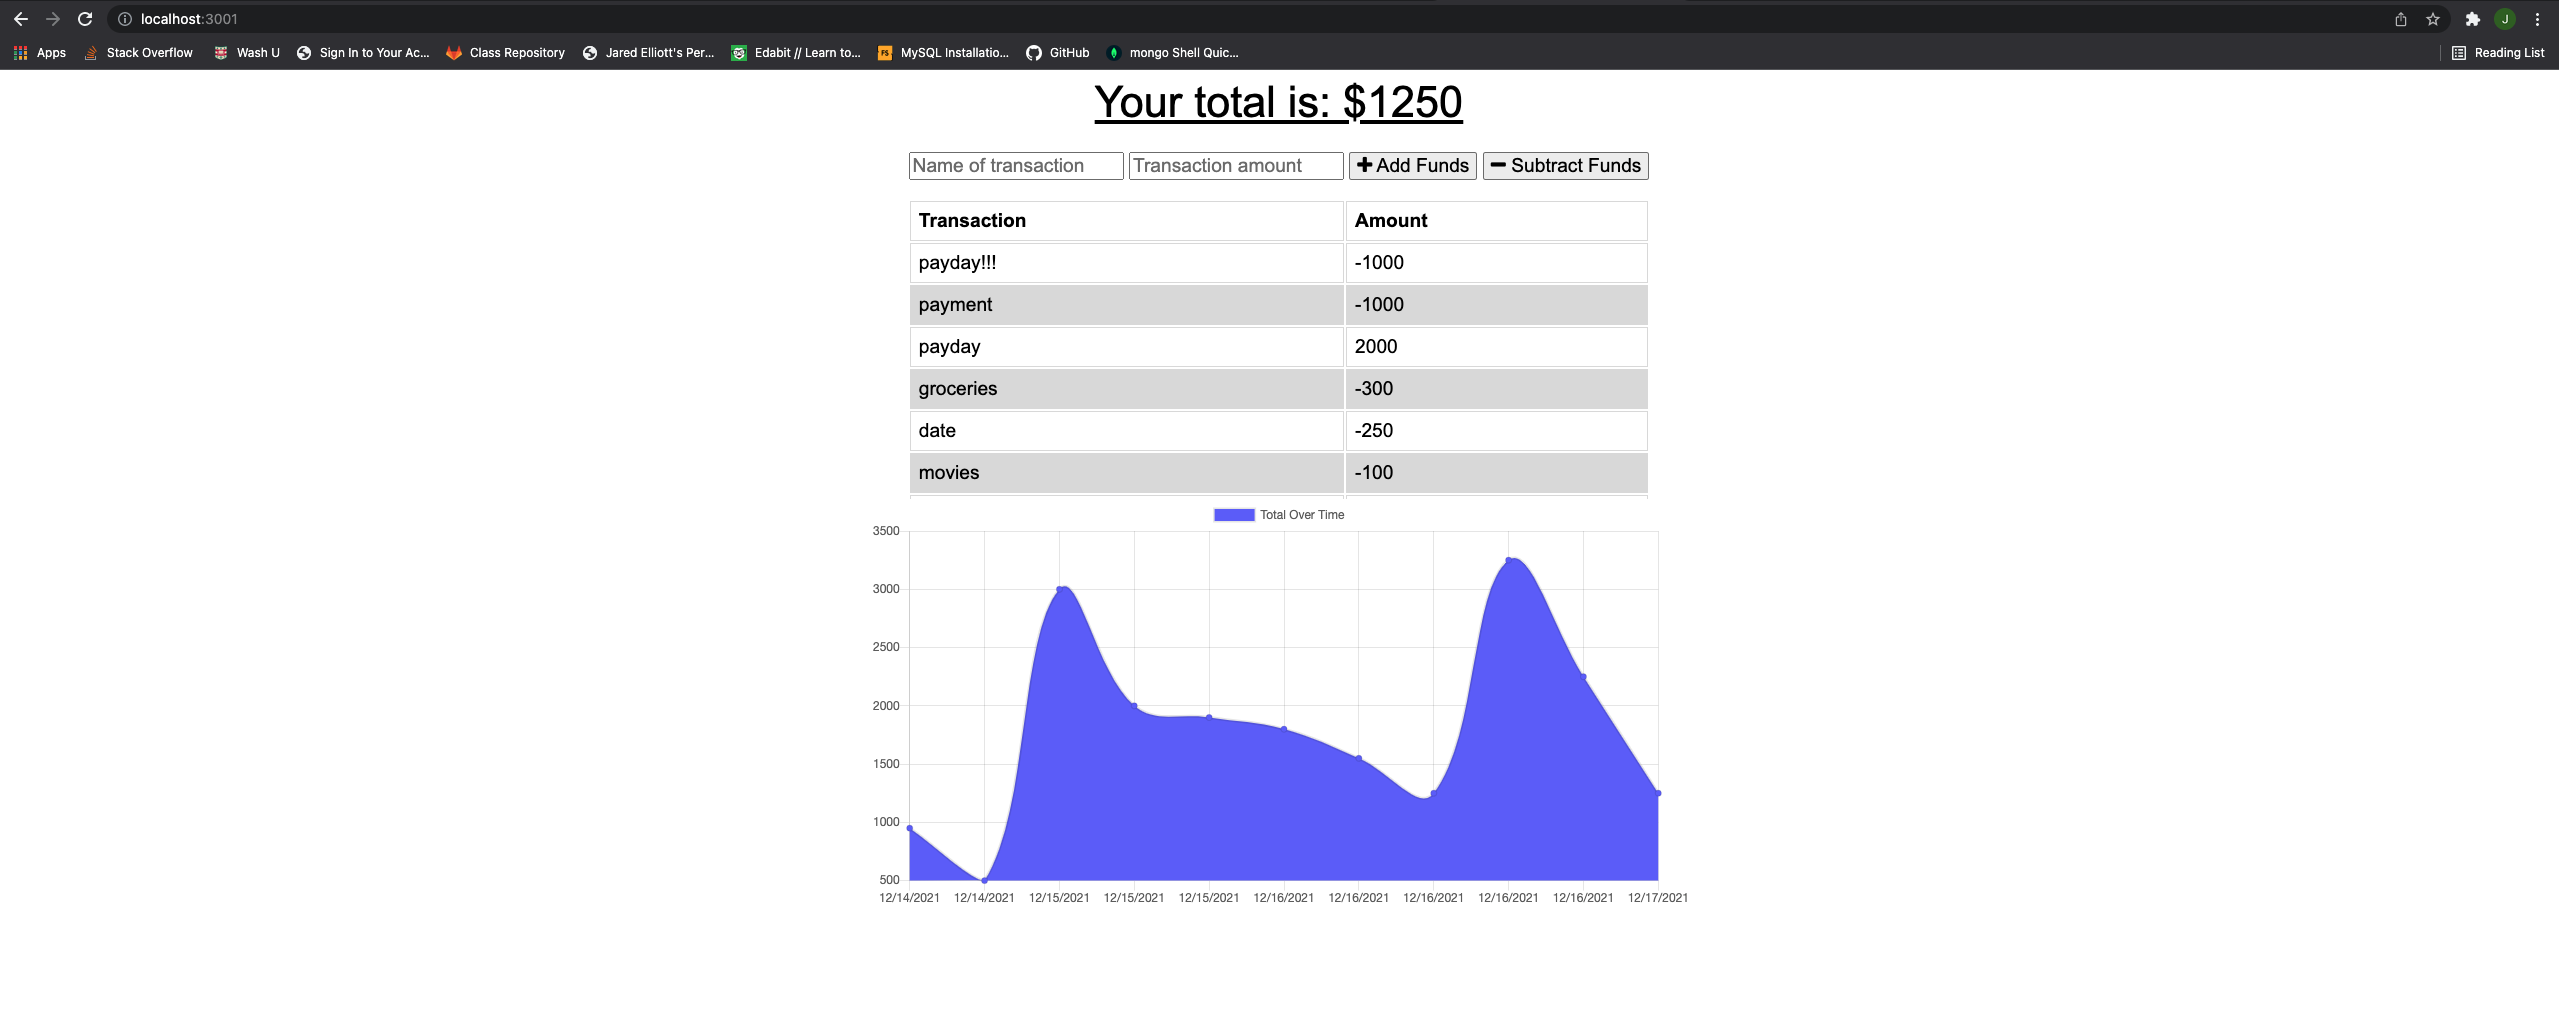 localhost:3001
J
Apps Stack Overflow Wash U Sign In to Your Ac... Class Repository Jared Elliott's Per... Edabit // Learn to... FS MySQL Installatio... GitHub mongo Shell Quic... Reading List
Your total is: $1250
Name of transaction Transaction amount Add Funds Subtract Funds
Transaction Amount
payday!!! -1000
payment -1000
payday 2000
groceries -300
date -250
movies -100
Total Over Time
3500
3000
2500
2000
1500
1000
500
12/14/2021 12/14/2021 12/15/2021 12/15/2021 12/15/2021 12/16/2021 12/16/2021 12/16/2021 12/16/2021 12/16/2021 12/17/2021